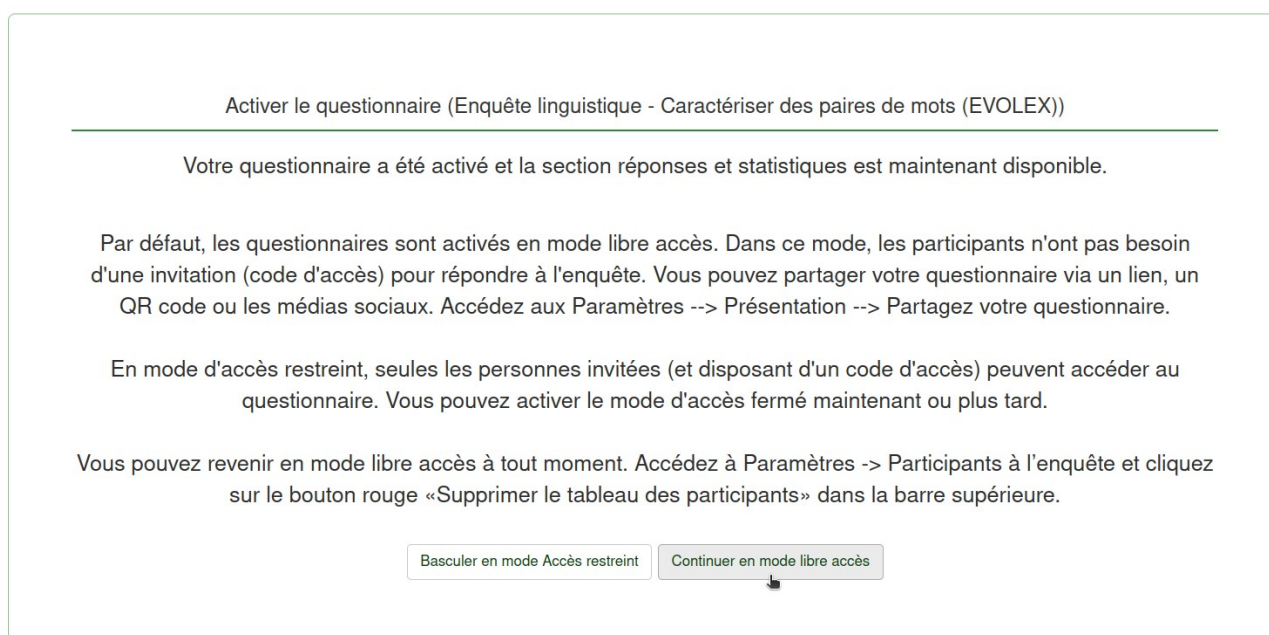 Activer le questionnaire (Enquête linguistique - Caractériser des paires de mots (EVOLEX))
Votre questionnaire a été activé et la section réponses et statistiques est maintenant disponible.
Par défaut, les questionnaires sont activés en mode libre accès. Dans ce mode, les participants n'ont pas besoin
d'une invitation (code d'accès) pour répondre à l'enquête. Vous pouvez partager votre questionnaire via un lien, un
QR code ou les médias sociaux. Accédez aux Paramètres --> Présentation --> Partagez votre questionnaire.
En mode d'accès restreint, seules les personnes invitées (et disposant d'un code d'accès) peuvent accéder au
questionnaire. Vous pouvez activer le mode d'accès fermé maintenant ou plus tard.
Vous pouvez revenir en mode libre accès à tout moment. Accédez à Paramètres -> Participants à l’enquête et cliquez
sur le bouton rouge «Supprimer le tableau des participants» dans la barre supérieure.
Basculer en mode Accès restreint Continuer en mode libre accès